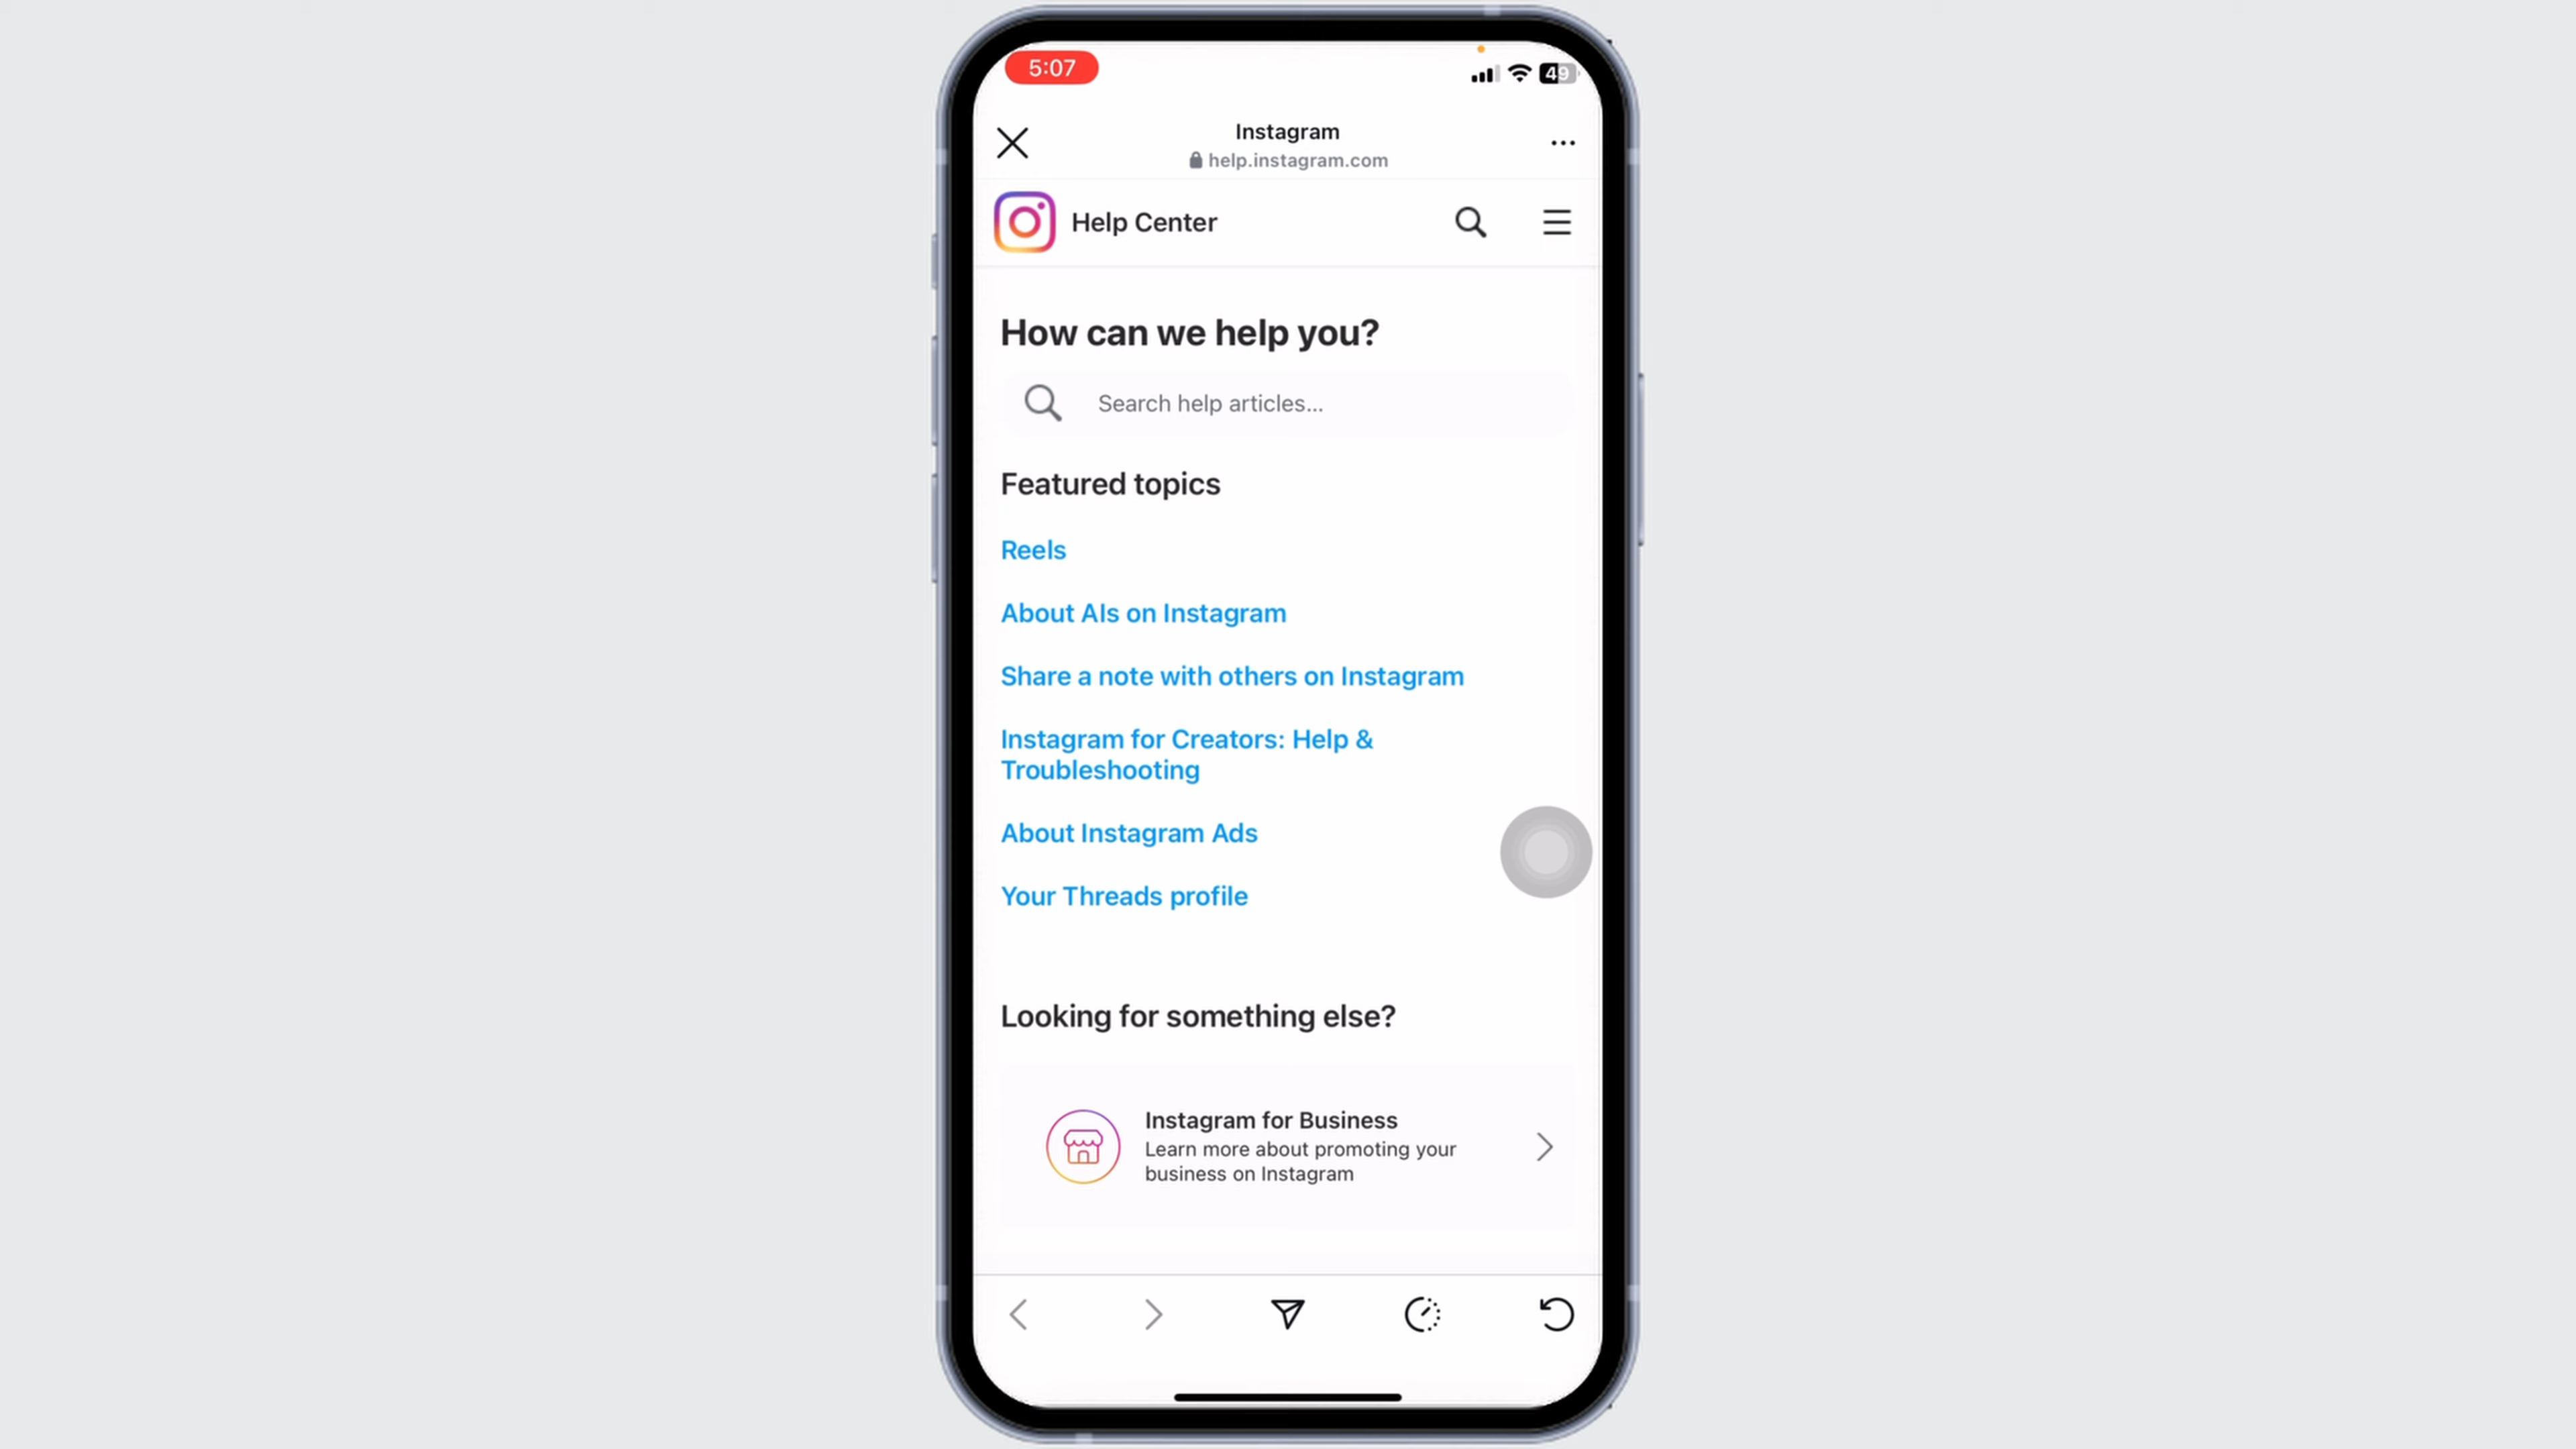 5:07
49
Instagram
help.instagram.com
Help Center
How can we help you?
Search help articles...
Featured topics
Reels
About AIs on Instagram
Share a note with others on Instagram
Instagram for Creators: Help &
Troubleshooting
About Instagram Ads
Your Threads profile
Looking for something else?
Instagram for Business
Learn more about promoting your
business on Instagram